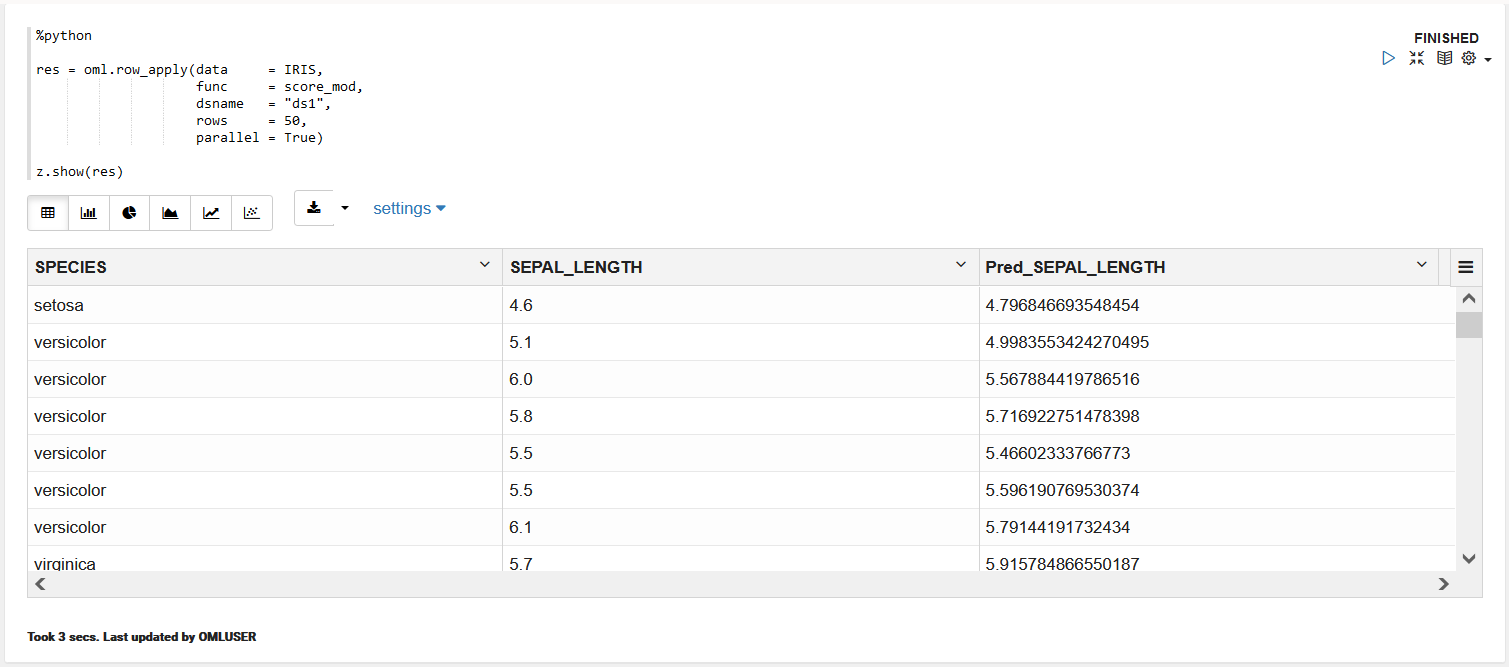 %python
FINISHED
res = oml.row_apply(data     = IRIS,
                    func     = score_mod,
                    dsname   = "ds1",
                    rows     = 50,
                    parallel = True)
z.show(res)
settings
SPECIES SEPAL_LENGTH Pred_SEPAL_LENGTH
setosa 4.6 4.796846693548454
versicolor 5.1 4.9983553424270495
versicolor 6.0 5.567884419786516
versicolor 5.8 5.716922751478398
versicolor 5.5 5.46602333766773
versicolor 5.5 5.596190769530374
versicolor 6.1 5.79144191732434
virginica 5.7 5.915784866550187
Took 3 secs. Last updated by OMLUSER